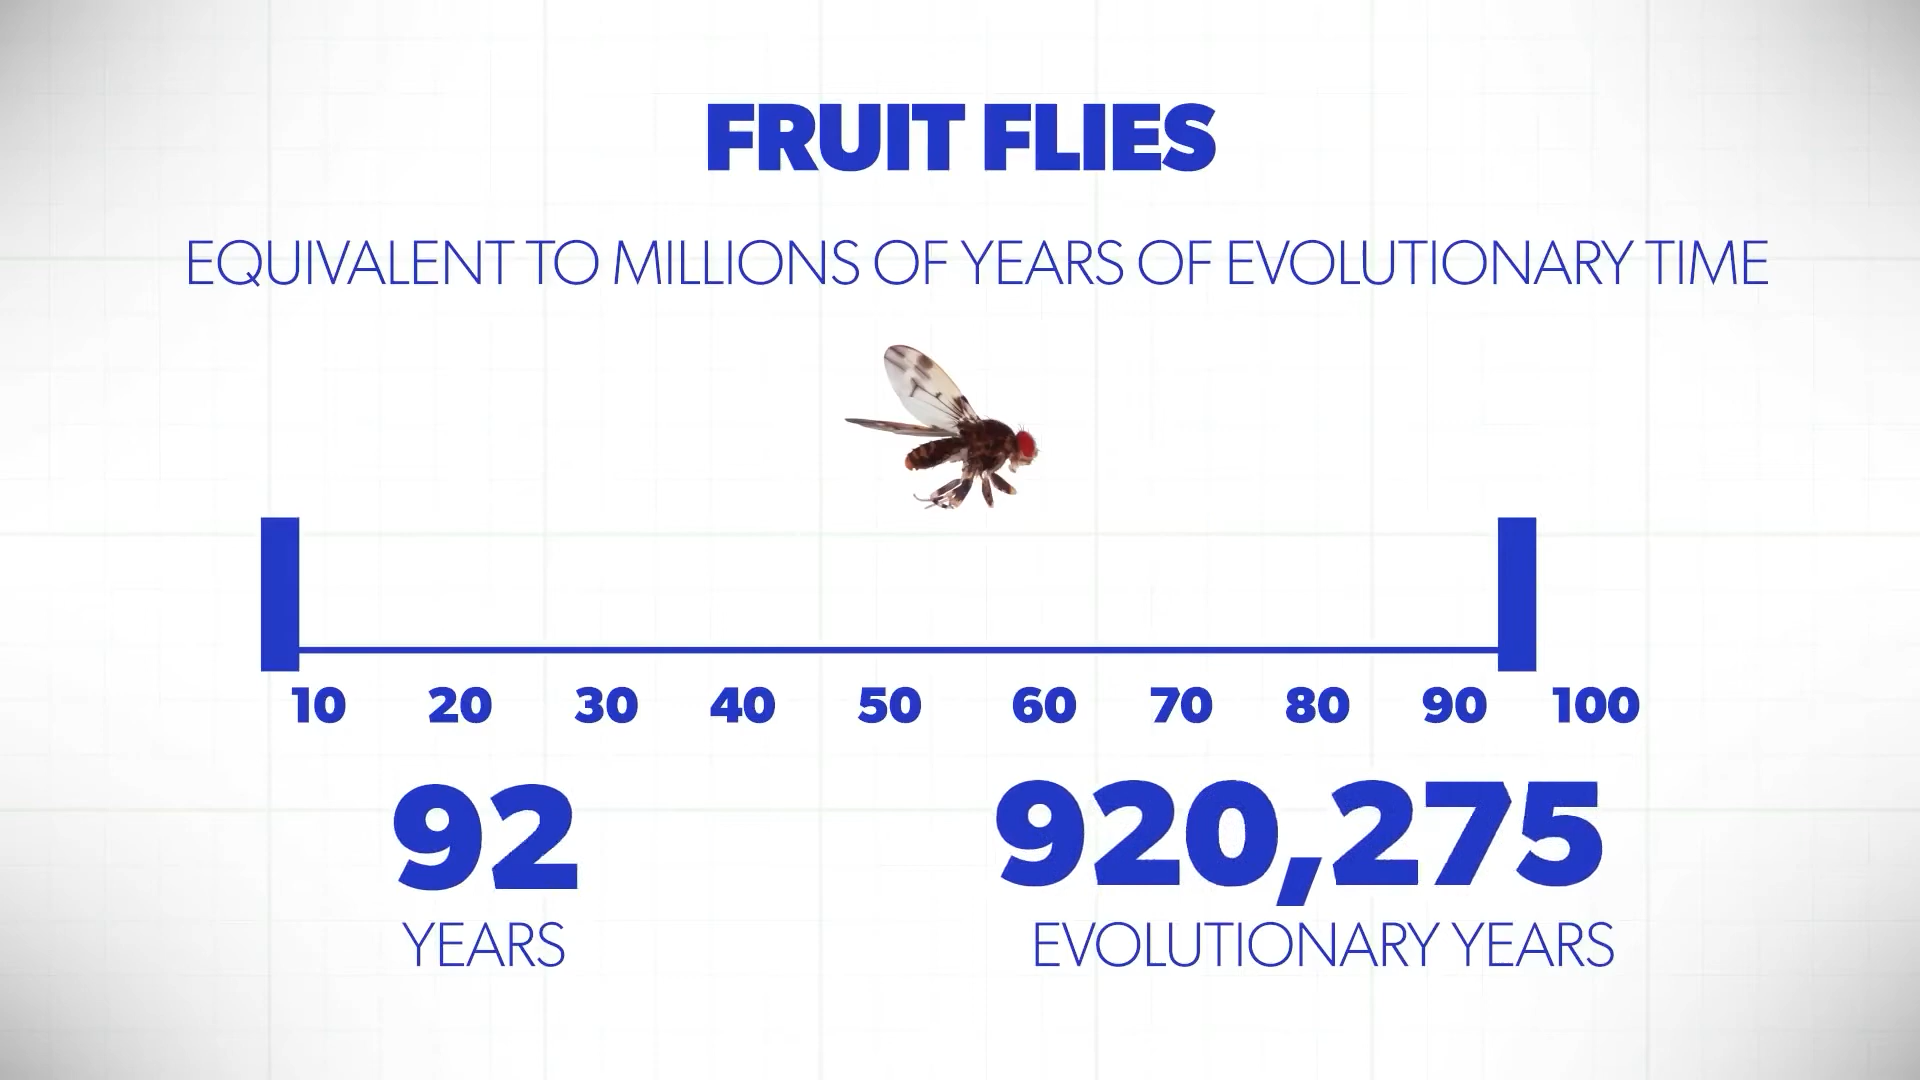 FRUIT FLIES
EQUIVALENT TO MILLIONS OF YEARS OF EVOLUTIONARY TIME
10 20 30 40 50 60 70 80 90 100
92 920,275
YEARS EVOLUTIONARY YEARS